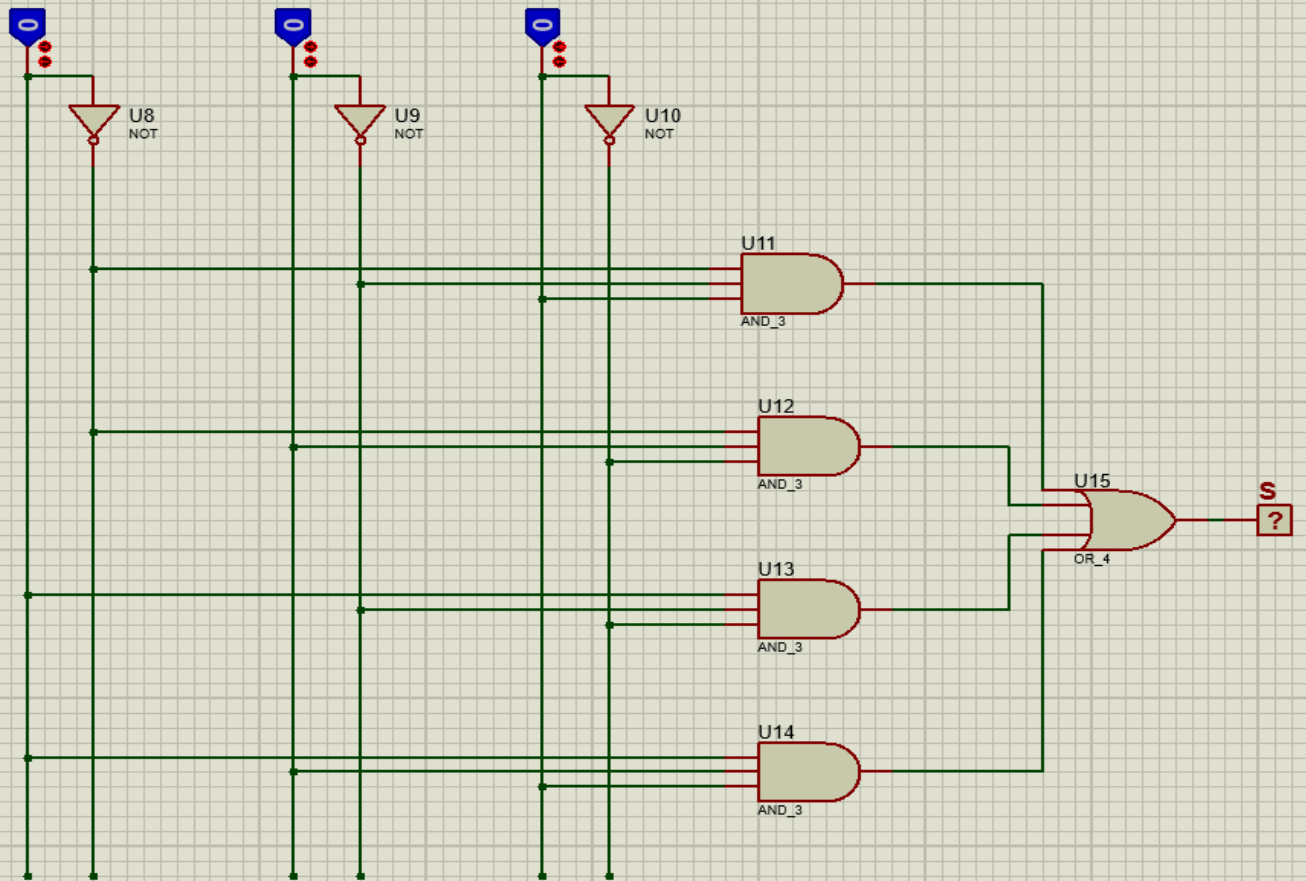 0
0
0
U8
NOT
U9
NOT
U10
NOT
U11
AND_3
U12
AND_3
U15
OR_4
S
?
U13
AND_3
U14
AND_3